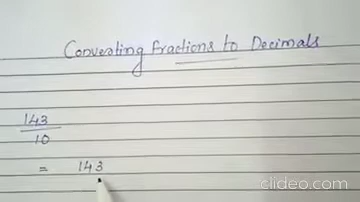 Converting Fractions to Decimals
143
10
= 143
clideo.com